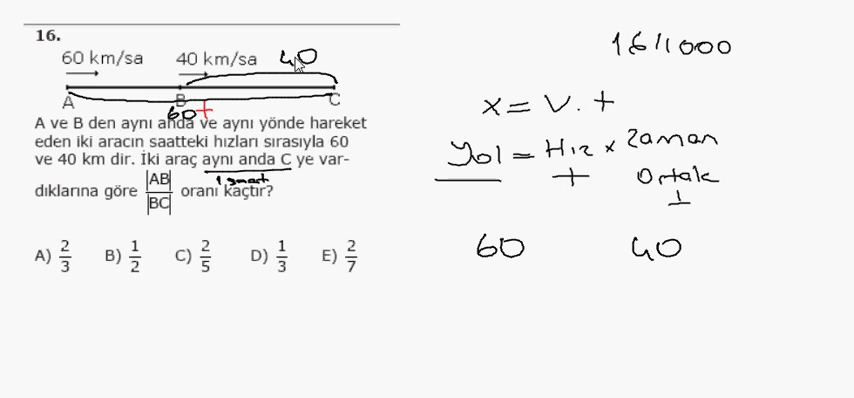 16.
60 km/sa 40 km/sa 40
A B C
60t
A ve B den aynı anda ve aynı yönde hareket
eden iki aracın saatteki hızları sırasıyla 60
ve 40 km dir. İki araç aynı anda C ye var-
1 saat
dıklarına göre |AB| / |BC| oranı kaçtır?
A) 2/3 B) 1/2 C) 2/5 D) 1/3 E) 2/7
16/1000
x = v . t
Yol = Hız x Zaman
t Ortak
1
60 40